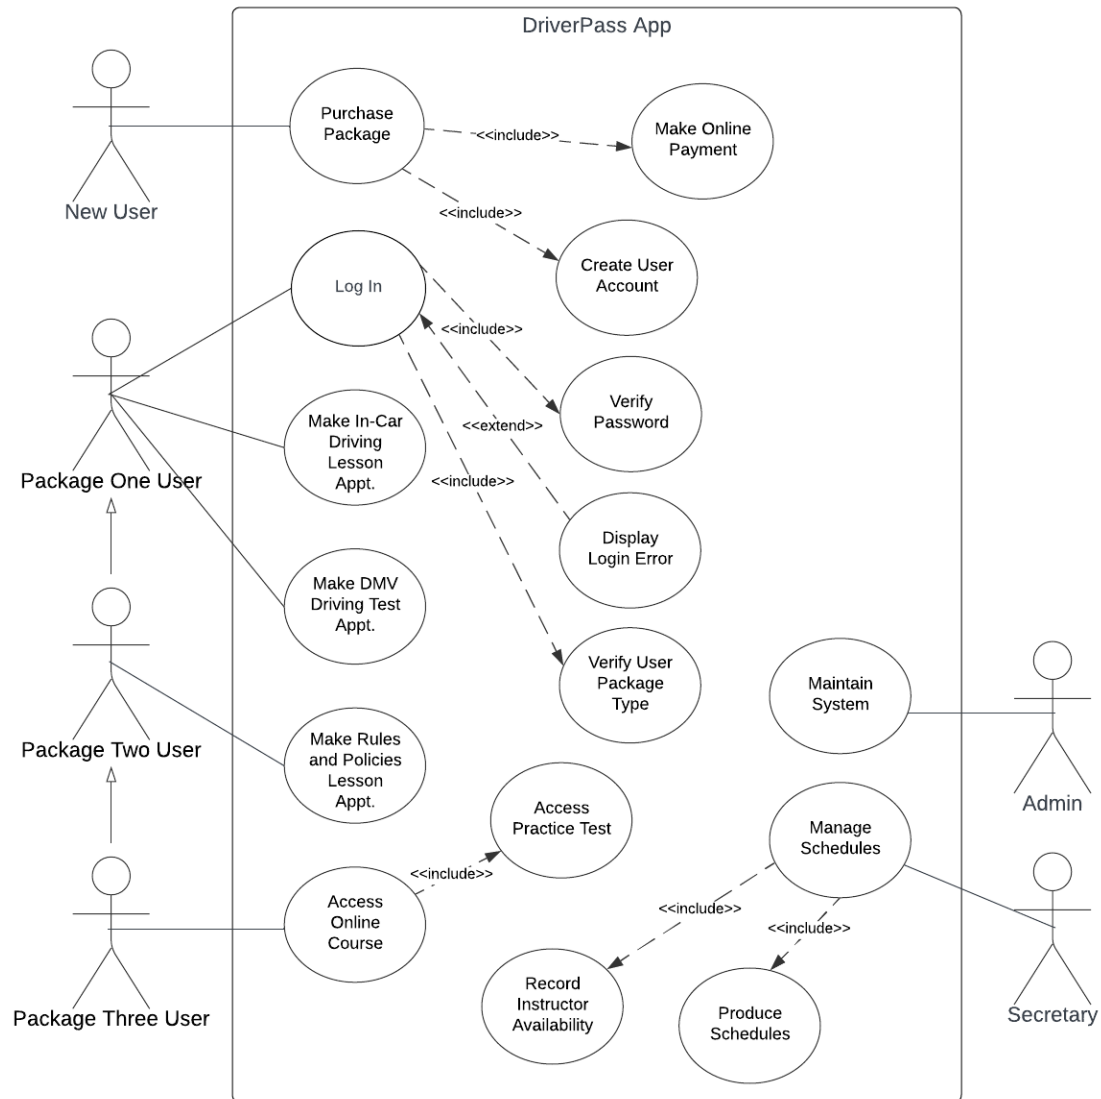 DriverPass App
Purchase
Package
<<include>>
Make Online
Payment
New User
<<include>>
Create User
Account
Log In
<<include>>
Verify
Password
<<extend>>
Make In-Car
Driving
Lesson
Appt.
<<include>>
Package One User
Display
Login Error
Make DMV
Driving Test
Appt.
Verify User
Package
Type
Maintain
System
Package Two User
Make Rules
and Policies
Lesson
Appt.
Admin
Access
Practice Test
Manage
Schedules
<<include>>
Access
Online
Course
<<include>>
<<include>>
Record
Instructor
Availability
Produce
Schedules
Package Three User
Secretary